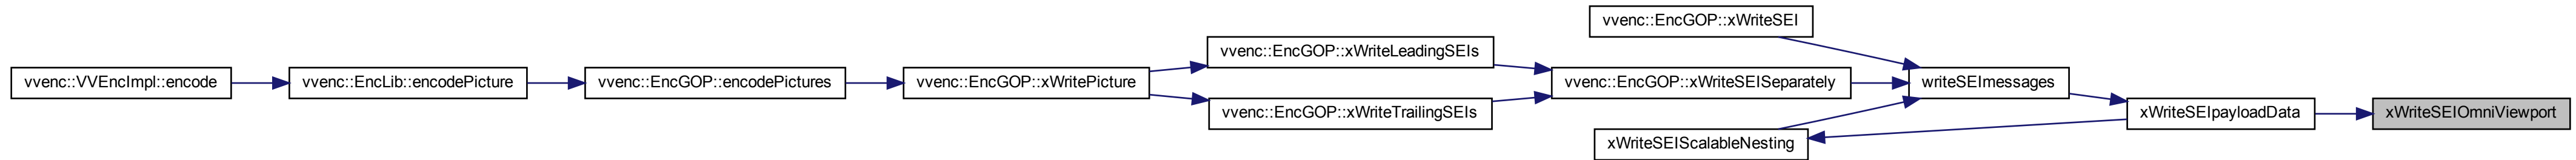 vvenc::VVEncImpl::encode
vvenc::EncLib::encodePicture
vvenc::EncGOP::encodePictures
vvenc::EncGOP::xWritePicture
vvenc::EncGOP::xWriteLeadingSEIs
vvenc::EncGOP::xWriteTrailingSEIs
vvenc::EncGOP::xWriteSEI
vvenc::EncGOP::xWriteSEISeparately
xWriteSEIScalableNesting
writeSEImessages
xWriteSEIpayloadData
xWriteSEIOmniViewport